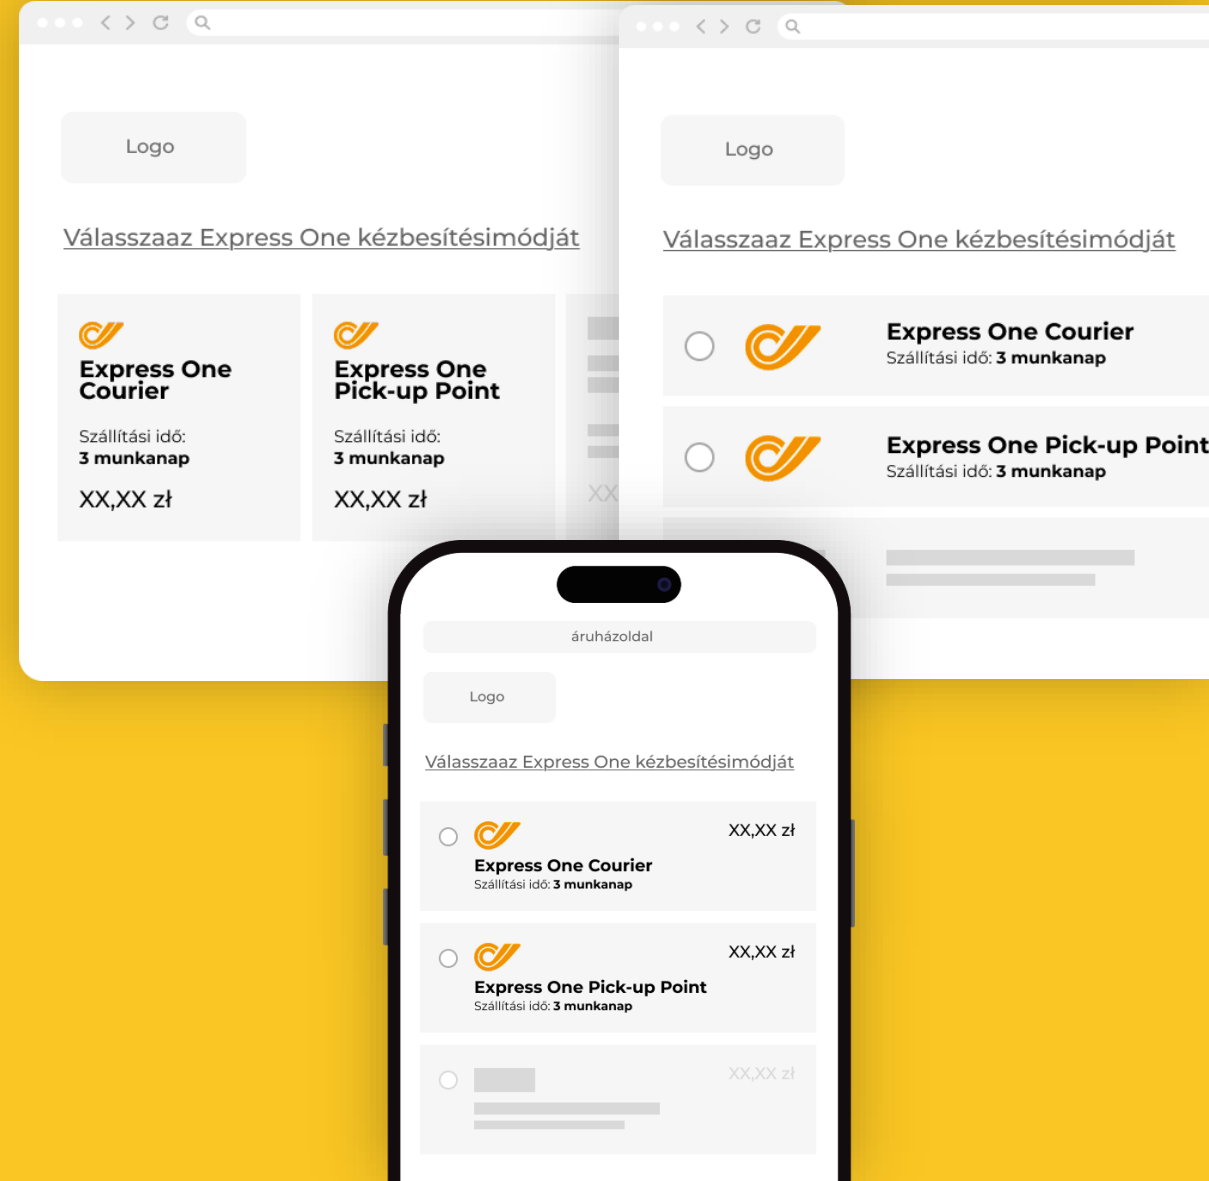 Logo
Válasszaaz Express One kézbesítésimódját
Express One
Courier
Szállítási idő:
3 munkanap
XX,XX zł
Express One
Pick-up Point
Szállítási idő:
3 munkanap
XX,XX zł
XX
Logo
Válasszaaz Express One kézbesítésimódját
Express One Courier
Szállítási idő: 3 munkanap
Express One Pick-up Point
Szállítási idő: 3 munkanap
áruházoldal
Logo
Válasszaaz Express One kézbesítésimódját
XX,XX zł
Express One Courier
Szállítási idő: 3 munkanap
XX,XX zł
Express One Pick-up Point
Szállítási idő: 3 munkanap
XX,XX zł